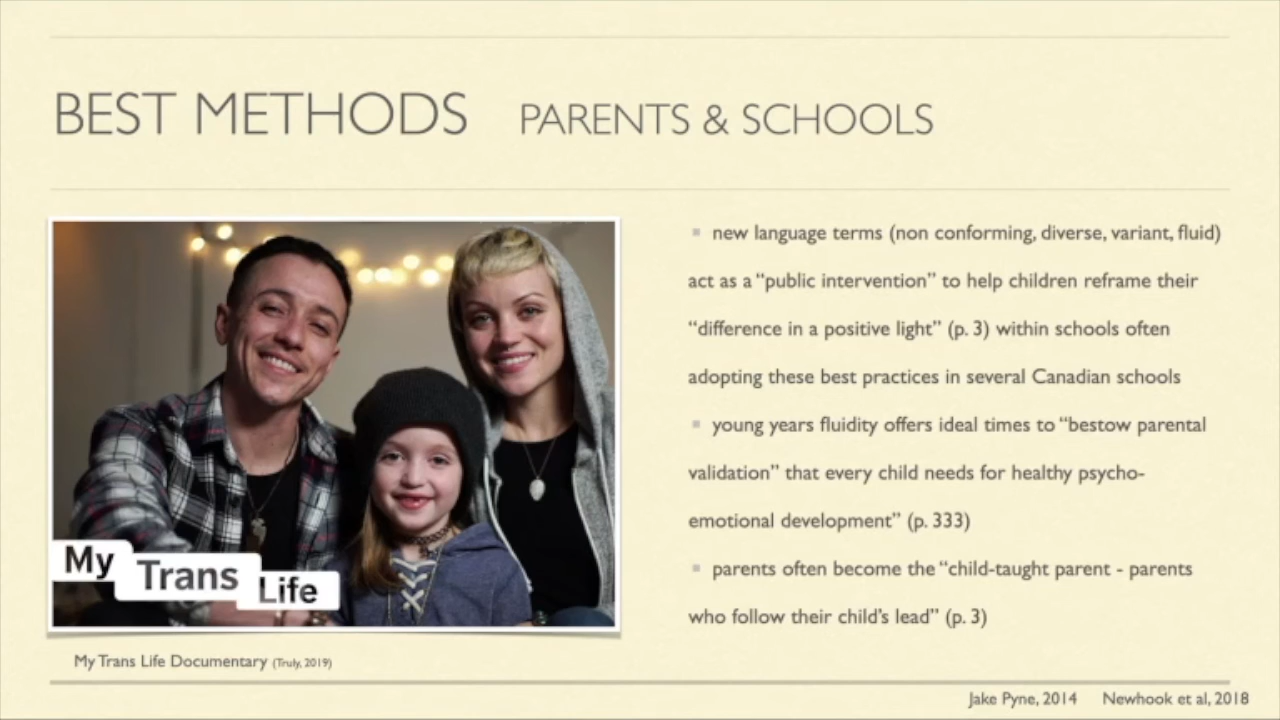 BEST METHODS PARENTS & SCHOOLS
new language terms (non conforming, diverse, variant, fluid)
act as a “public intervention” to help children reframe their
“difference in a positive light” (p. 3) within schools often
adopting these best practices in several Canadian schools
young years fluidity offers ideal times to “bestow parental
validation” that every child needs for healthy psycho-
emotional development” (p. 333)
parents often become the “child-taught parent - parents
who follow their child’s lead” (p. 3)
My Trans Life
My Trans Life Documentary (Truly, 2019)
Jake Pyne, 2014 Newhook et al, 2018